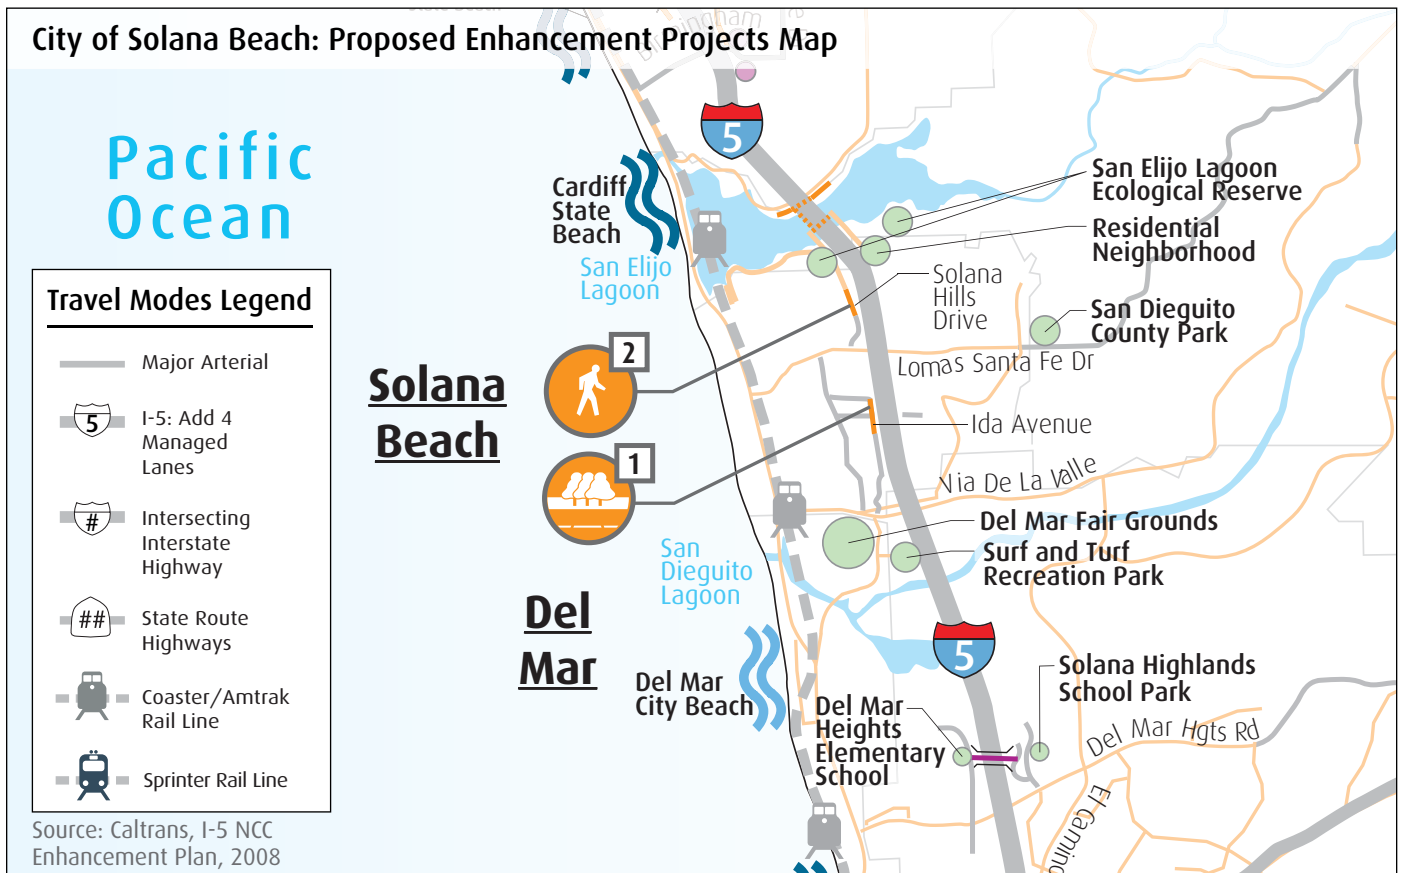 City of Solana Beach: Proposed Enhancement Projects Map
Pacific
Ocean
5
Cardiff
State
Beach
San Elijo
Lagoon
San Elijo Lagoon
Ecological Reserve
Residential
Neighborhood
Solana
Hills
Drive
San Dieguito
County Park
Lomas Santa Fe Dr
Travel Modes Legend
Major Arterial
5
I-5: Add 4
Managed
Lanes
#
Intersecting
Interstate
Highway
##
State Route
Highways
Coaster/Amtrak
Rail Line
Sprinter Rail Line
Source: Caltrans, I-5 NCC
Enhancement Plan, 2008
2
Solana
Beach
1
Ida Avenue
Via De La Valle
Del Mar Fair Grounds
Surf and Turf
Recreation Park
San
Dieguito
Lagoon
Del
Mar
5
Del Mar
City Beach
Solana Highlands
School Park
Del Mar
Heights
Elementary
School
Del Mar Hgts Rd
El Camino